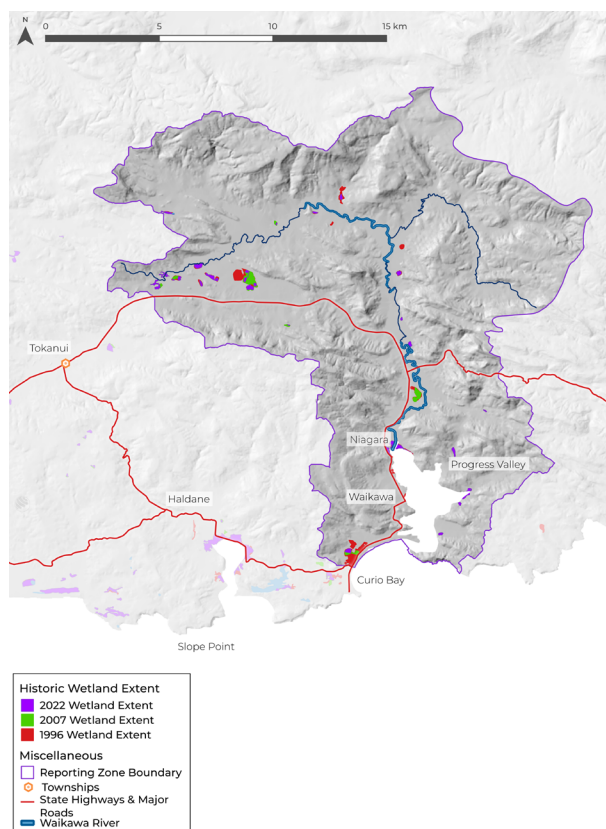 N
0 5 10 15 km
Tokanui
Niagara
Progress Valley
Haldane
Waikawa
Curio Bay
Slope Point
Historic Wetland Extent
2022 Wetland Extent
2007 Wetland Extent
1996 Wetland Extent
Miscellaneous
Reporting Zone Boundary
Townships
State Highways & Major
Roads
Waikawa River